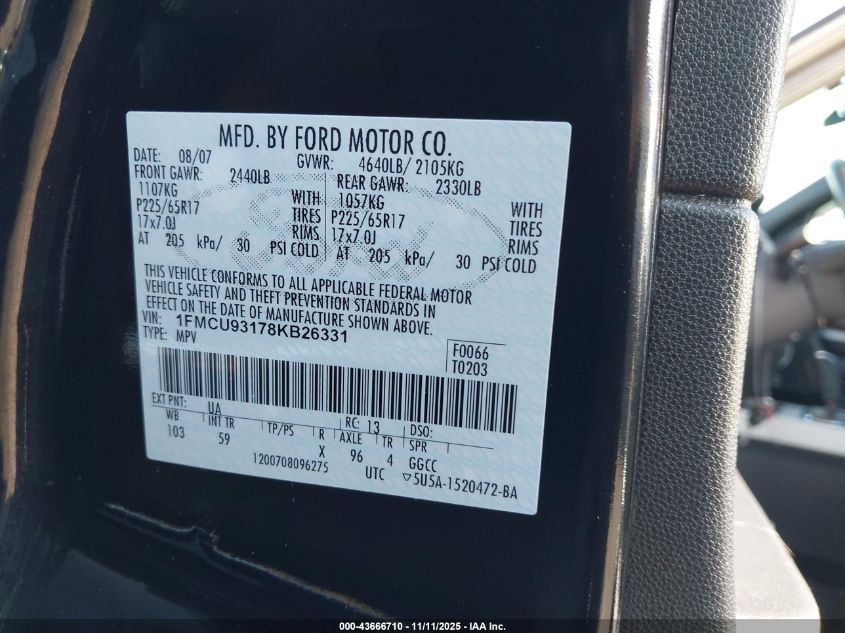 MFD. BY FORD MOTOR CO.
DATE: 08/07 GVWR: 4640LB/ 2105KG
FRONT GAWR: 2440LB REAR GAWR: 2330LB
1107KG WITH 1057KG WITH
P225/65R17 TIRES P225/65R17 TIRES
17x7.0J RIMS 17x7.0J RIMS
AT 205 kPa/ 30 PSI COLD AT 205 kPa/ 30 PSI COLD
THIS VEHICLE CONFORMS TO ALL APPLICABLE FEDERAL MOTOR
VEHICLE SAFETY AND THEFT PREVENTION STANDARDS IN
EFFECT ON THE DATE OF MANUFACTURE SHOWN ABOVE.
VIN: 1FMCU93178KB26331
TYPE: MPV F0066
T0203
EXT PNT: UA RC: 13 DSO:
WB INT TR TP/PS R AXLE TR SPR
103 59 X 96 4 GGCC
1200708096275 UTC ▽5U5A-1520472-BA
000-43666710 - 11/11/2025 - IAA Inc.